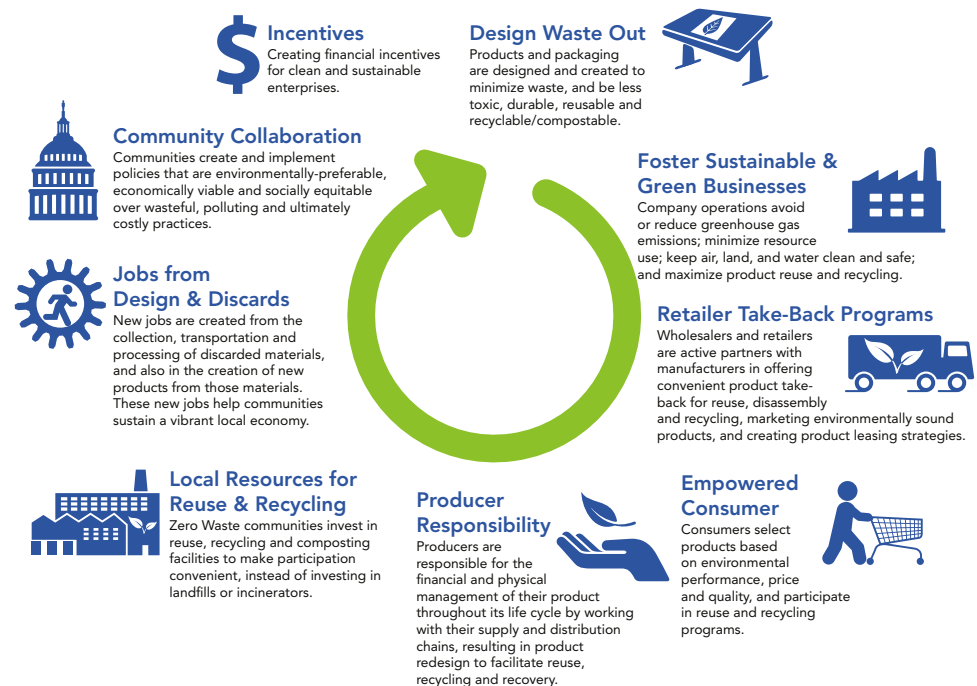 Incentives
Creating financial incentives
for clean and sustainable
enterprises.
Design Waste Out
Products and packaging
are designed and created to
minimize waste, and be less
toxic, durable, reusable and
recyclable/compostable.
Foster Sustainable &
Green Businesses
Company operations avoid
or reduce greenhouse gas
emissions; minimize resource
use; keep air, land, and water clean and safe;
and maximize product reuse and recycling.
Retailer Take-Back Programs
Wholesalers and retailers
are active partners with
manufacturers in offering
convenient product take-
back for reuse, disassembly
and recycling, marketing environmentally sound
products, and creating product leasing strategies.
Empowered
Consumer
Consumers select
products based
on environmental
performance, price
and quality, and participate
in reuse and recycling
programs.
Producer
Responsibility
Producers are
responsible for the
financial and physical
management of their product
throughout its life cycle by working
with their supply and distribution
chains, resulting in product
redesign to facilitate reuse,
recycling and recovery.
Local Resources for
Reuse & Recycling
Zero Waste communities invest in
reuse, recycling and composting
facilities to make participation
convenient, instead of investing in
landfills or incinerators.
Jobs from
Design & Discards
New jobs are created from the
collection, transportation and
processing of discarded materials,
and also in the creation of new
products from those materials.
These new jobs help communities
sustain a vibrant local economy.
Community Collaboration
Communities create and implement
policies that are environmentally-preferable,
economically viable and socially equitable
over wasteful, polluting and ultimately
costly practices.